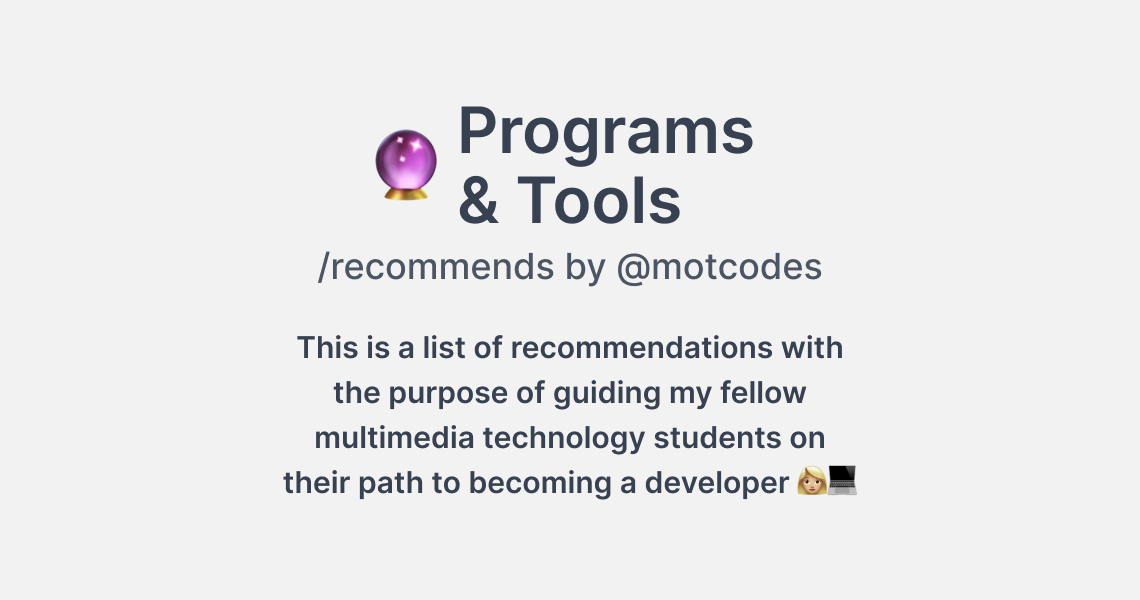 Programs
& Tools
/recommends by @motcodes
This is a list of recommendations with
the purpose of guiding my fellow
multimedia technology students on
their path to becoming a developer 👩🏼💻